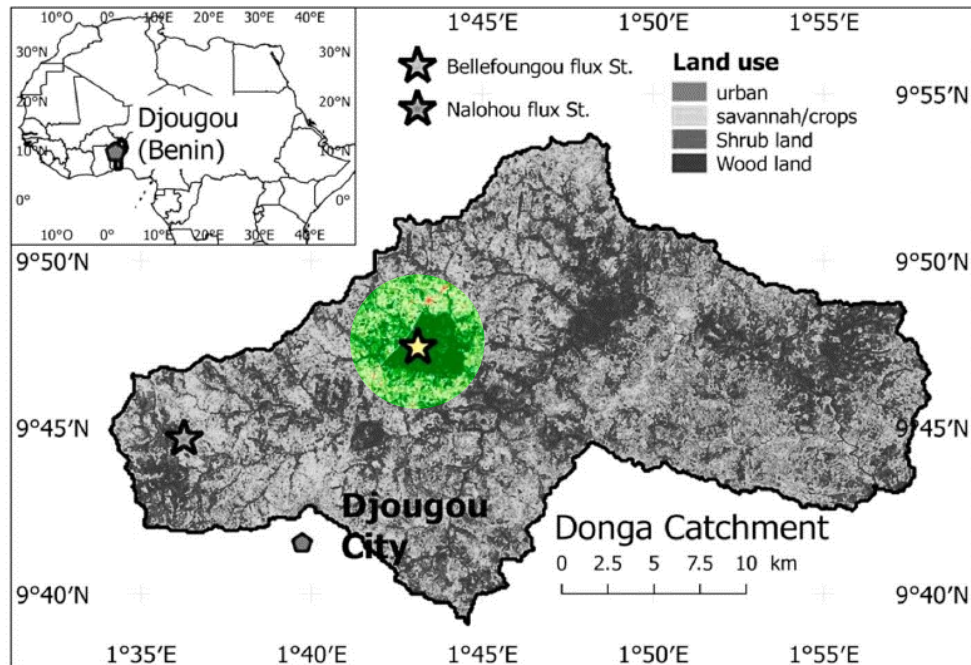 1°45’E 1°50’E 1°55’E
10°O 0° 10°E 20°E 30°E 40°E
30°N 30°N
20°N 20°N
10°N 10°N
0° 0°
10°O 0° 10°E 20°E 30°E 40°E 50°E
Djougou
(Benin)
Bellefoungou flux St.
Nalohou flux St.
Land use
urban
savannah/crops
Shrub land
Wood land
9°55’N
9°50’N 9°50’N
9°45’N 9°45’N
Djougou
City
Donga Catchment
0 2.5 5 7.5 10 km
9°40’N 9°40’N
1°35’E 1°40’E 1°45’E 1°50’E 1°55’E